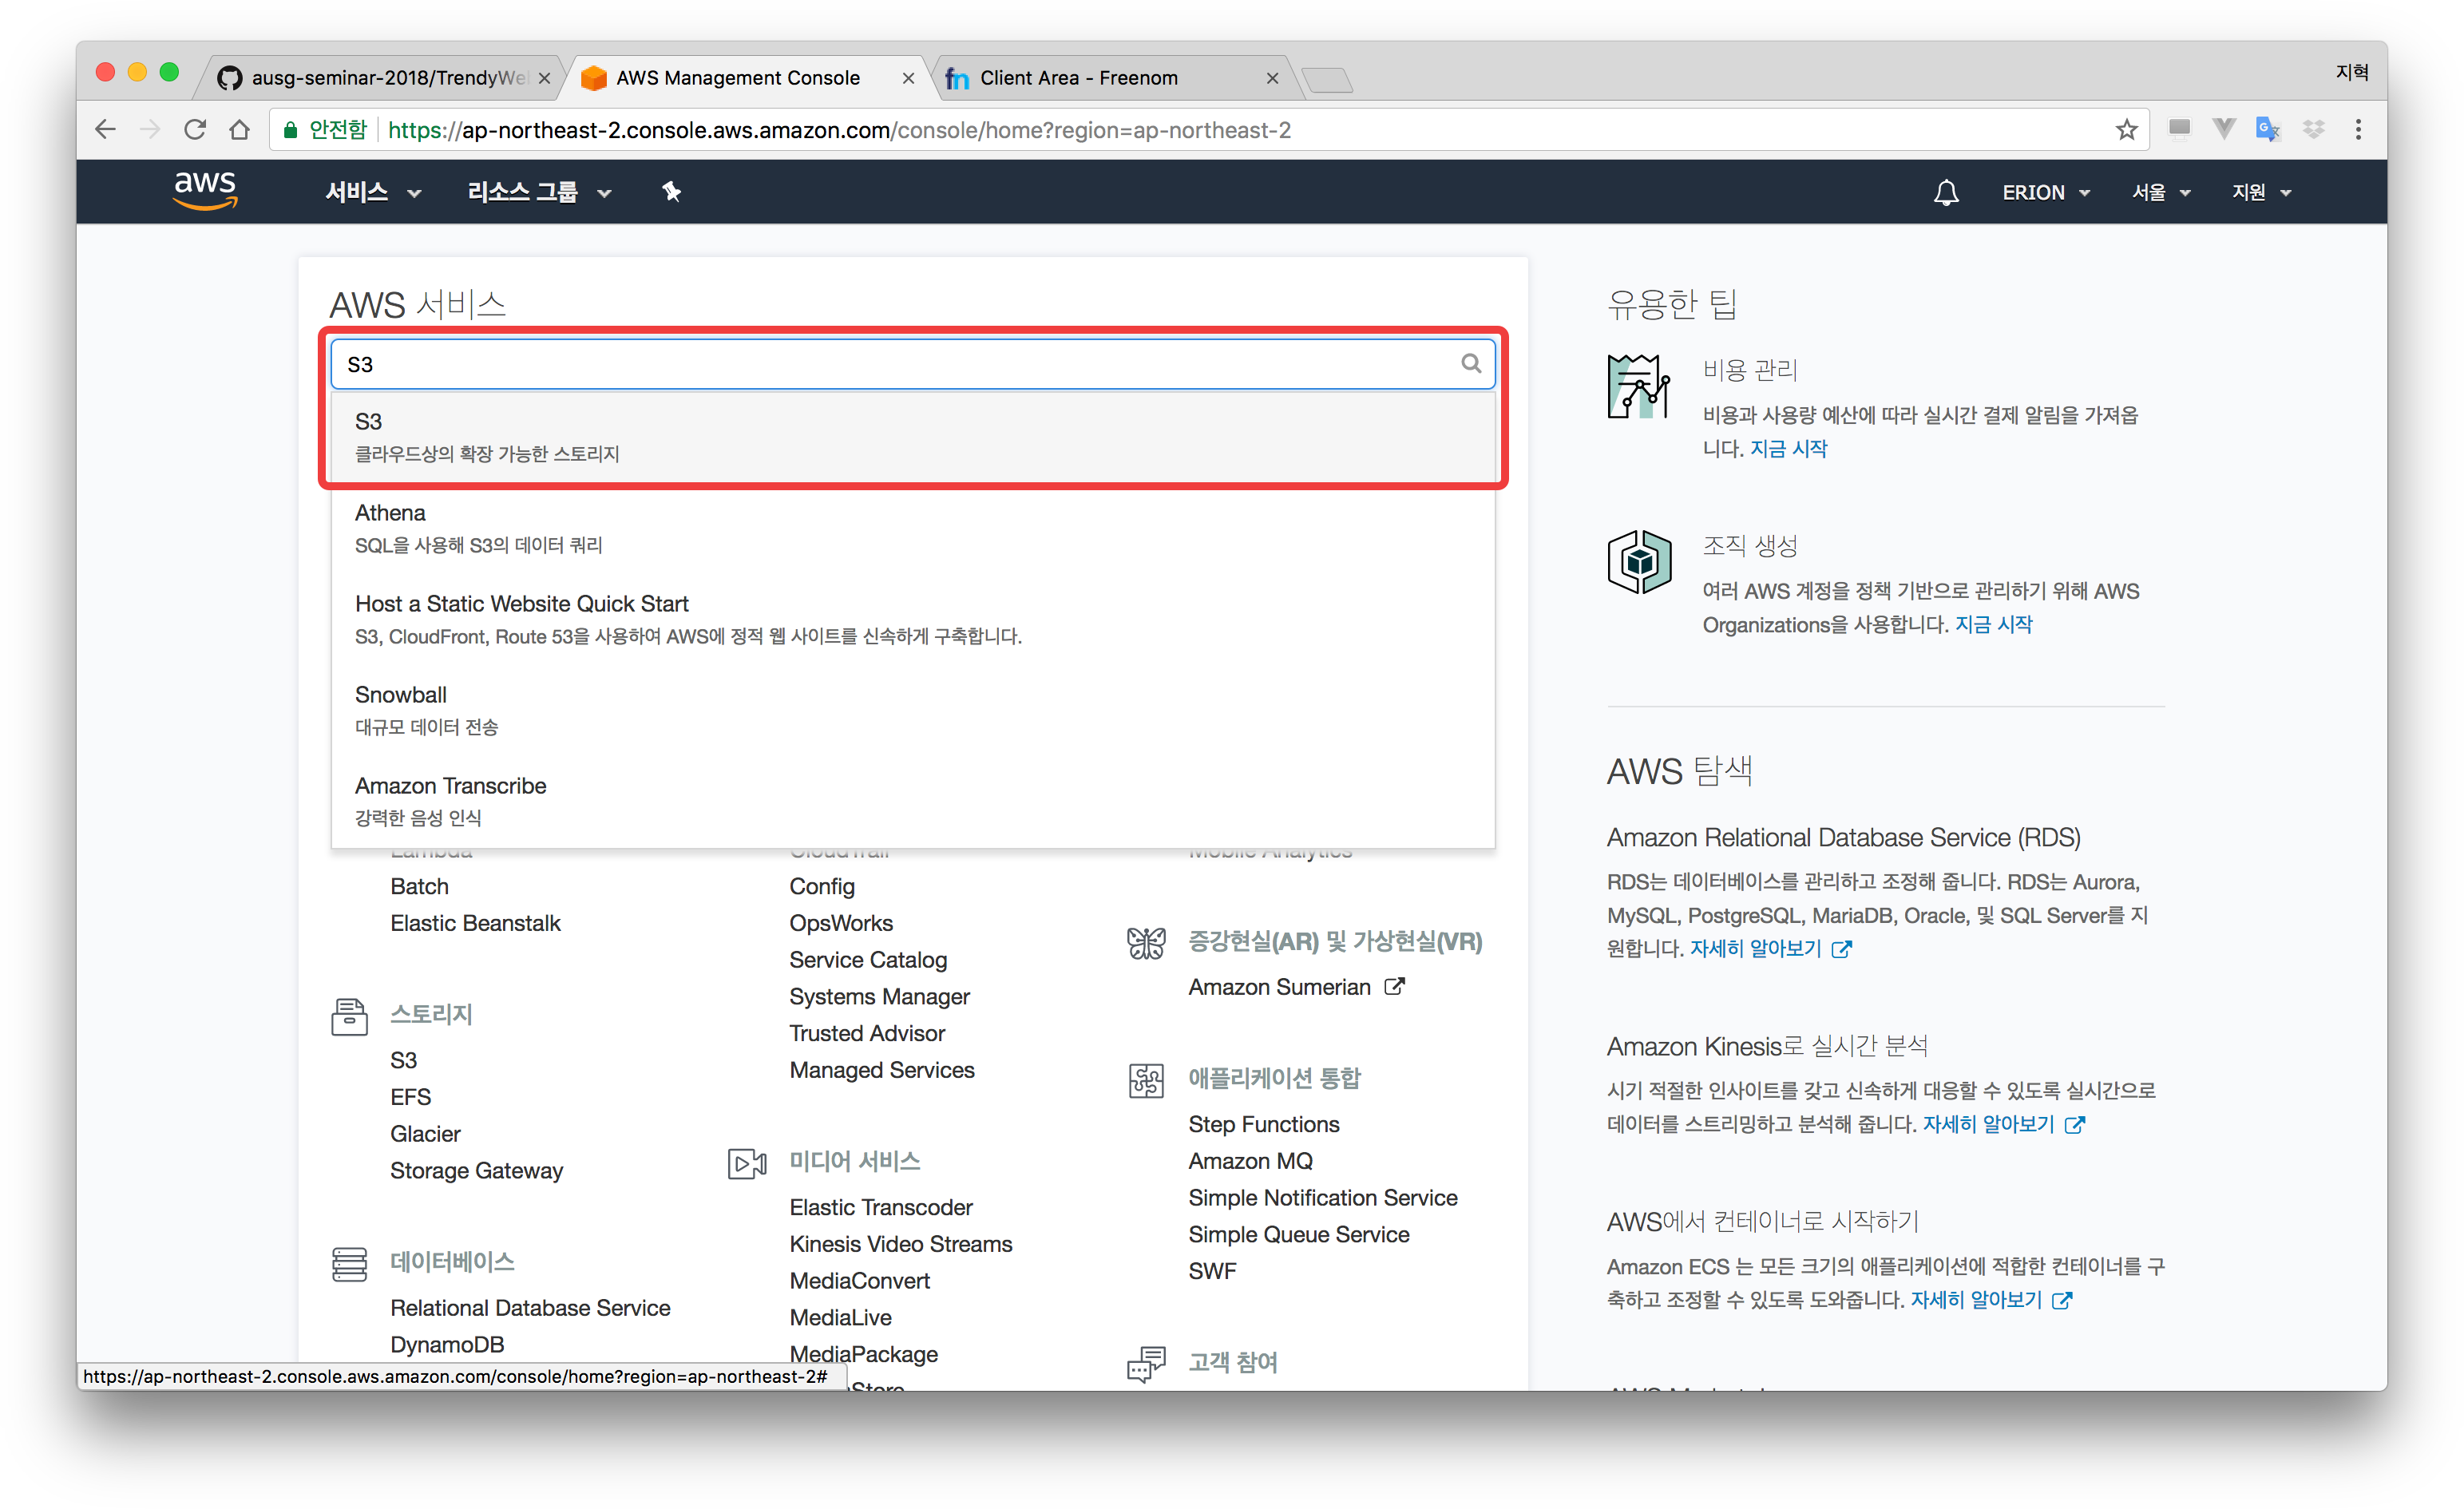 ausg-seminar-2018/TrendyWe
AWS Management Console
fn Client Area - Freenom
지혁
안전함 https://ap-northeast-2.console.aws.amazon.com/console/home?region=ap-northeast-2
aws 서비스 리소스 그룹 ERION 서울 지원
AWS 서비스
S3
S3
클라우드상의 확장 가능한 스토리지
Athena
SQL을 사용해 S3의 데이터 쿼리
Host a Static Website Quick Start
S3, CloudFront, Route 53을 사용하여 AWS에 정적 웹 사이트를 신속하게 구축합니다.
Snowball
대규모 데이터 전송
Amazon Transcribe
강력한 음성 인식
Lambda
Batch
Elastic Beanstalk
스토리지
S3
EFS
Glacier
Storage Gateway
데이터베이스
Relational Database Service
DynamoDB
CloudTrail
Config
OpsWorks
Service Catalog
Systems Manager
Trusted Advisor
Managed Services
미디어 서비스
Elastic Transcoder
Kinesis Video Streams
MediaConvert
MediaLive
MediaPackage
Mobile Analytics
증강현실(AR) 및 가상현실(VR)
Amazon Sumerian
애플리케이션 통합
Step Functions
Amazon MQ
Simple Notification Service
Simple Queue Service
SWF
고객 참여
유용한 팁
비용 관리
비용과 사용량 예산에 따라 실시간 결제 알림을 가져옵
니다. 지금 시작
조직 생성
여러 AWS 계정을 정책 기반으로 관리하기 위해 AWS
Organizations을 사용합니다. 지금 시작
AWS 탐색
Amazon Relational Database Service (RDS)
RDS는 데이터베이스를 관리하고 조정해 줍니다. RDS는 Aurora,
MySQL, PostgreSQL, MariaDB, Oracle, 및 SQL Server를 지
원합니다. 자세히 알아보기
Amazon Kinesis로 실시간 분석
시기 적절한 인사이트를 갖고 신속하게 대응할 수 있도록 실시간으로
데이터를 스트리밍하고 분석해 줍니다. 자세히 알아보기
AWS에서 컨테이너로 시작하기
Amazon ECS 는 모든 크기의 애플리케이션에 적합한 컨테이너를 구
축하고 조정할 수 있도록 도와줍니다. 자세히 알아보기
https://ap-northeast-2.console.aws.amazon.com/console/home?region=ap-northeast-2#